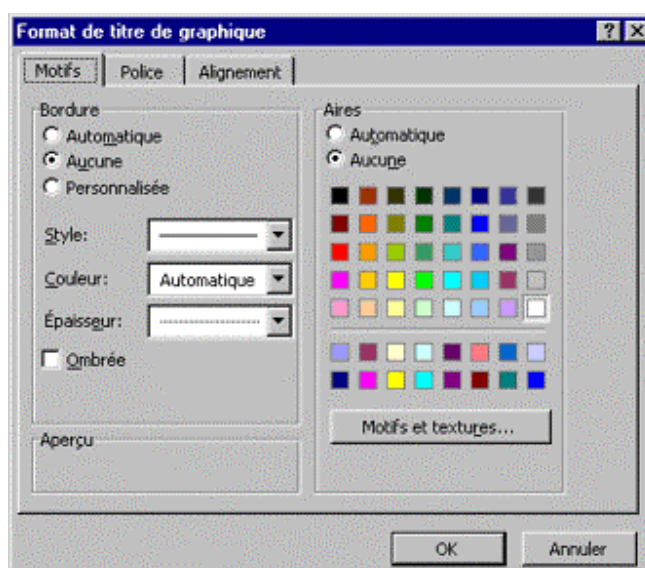 Format de titre de graphique
Motifs Police Alignement
Bordure
Automatique
Aucune
Personnalisée
Style:
Couleur: Automatique
Épaisseur:
Ombrée
Aperçu
Aires
Automatique
Aucune
Motifs et textures...
OK Annuler